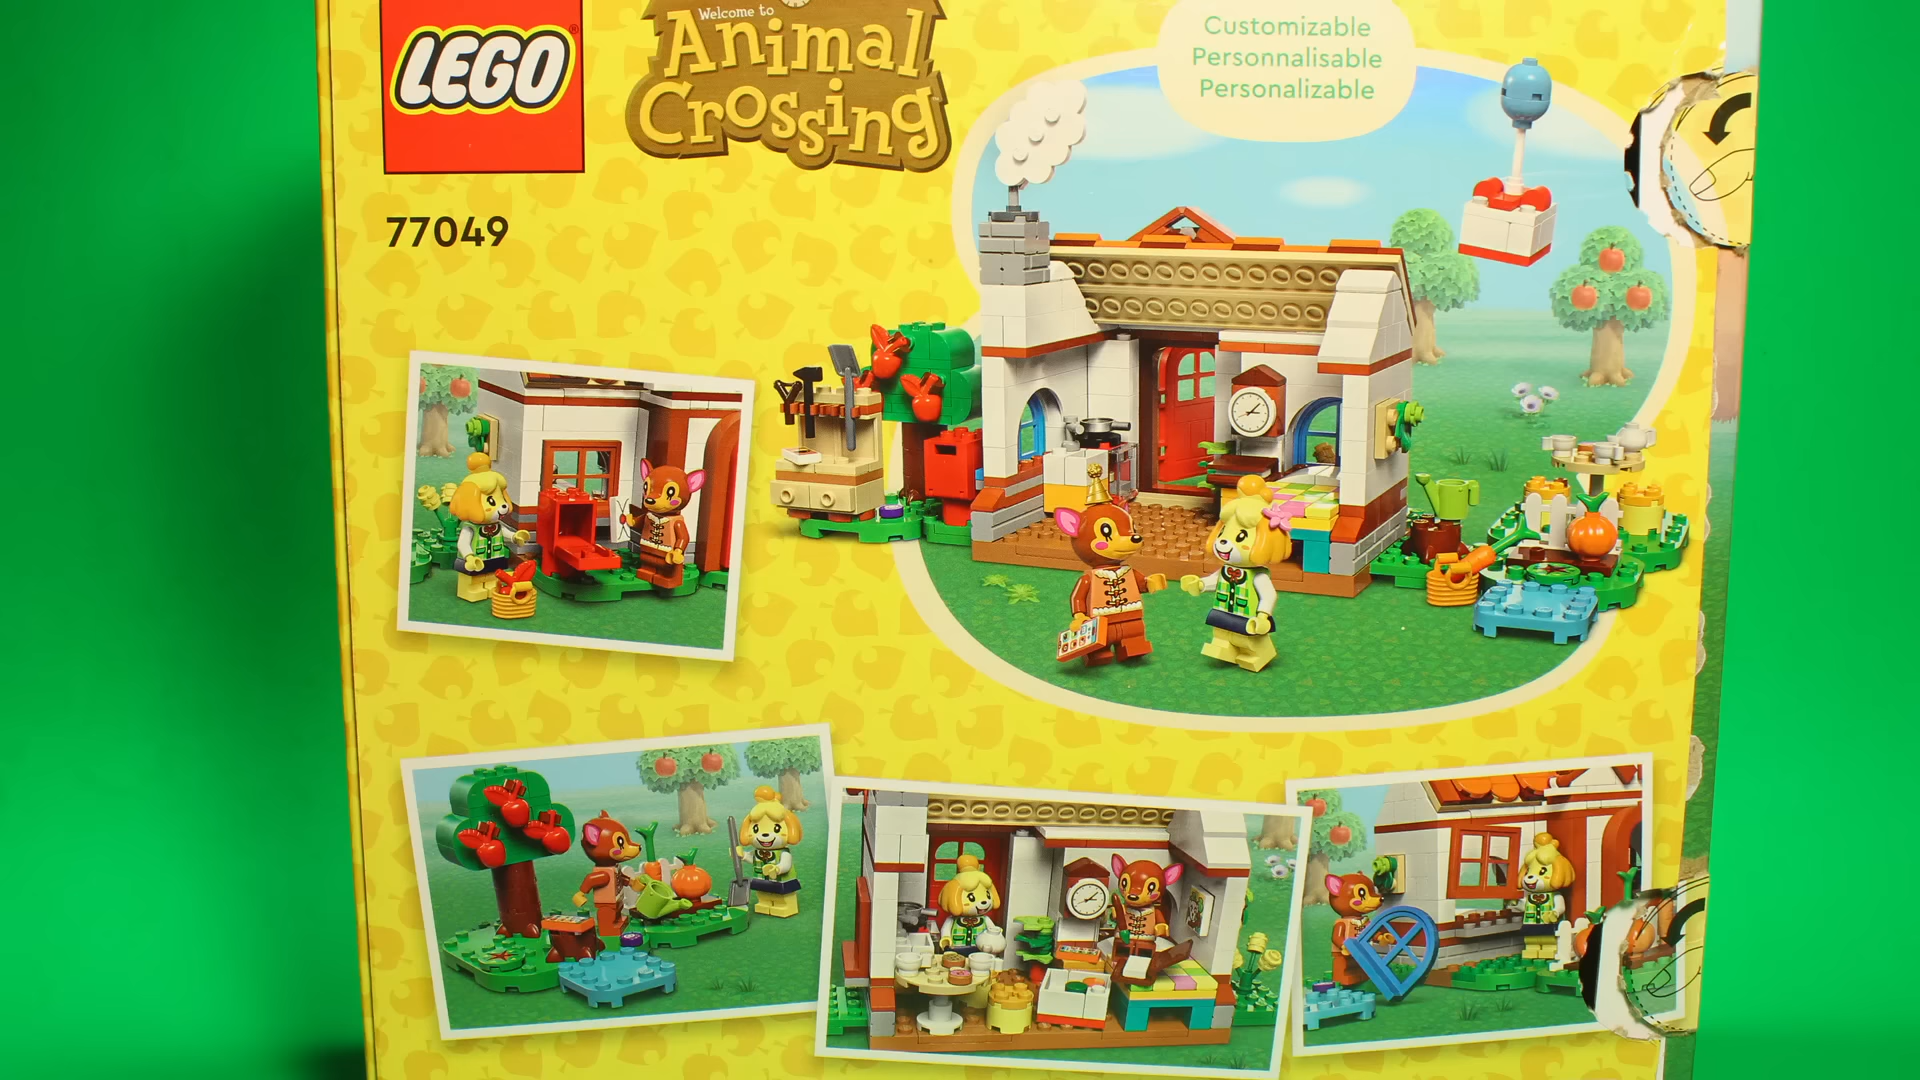 LEGO
Welcome to
Animal
Crossing
Customizable
Personnalisable
Personalizable
77049